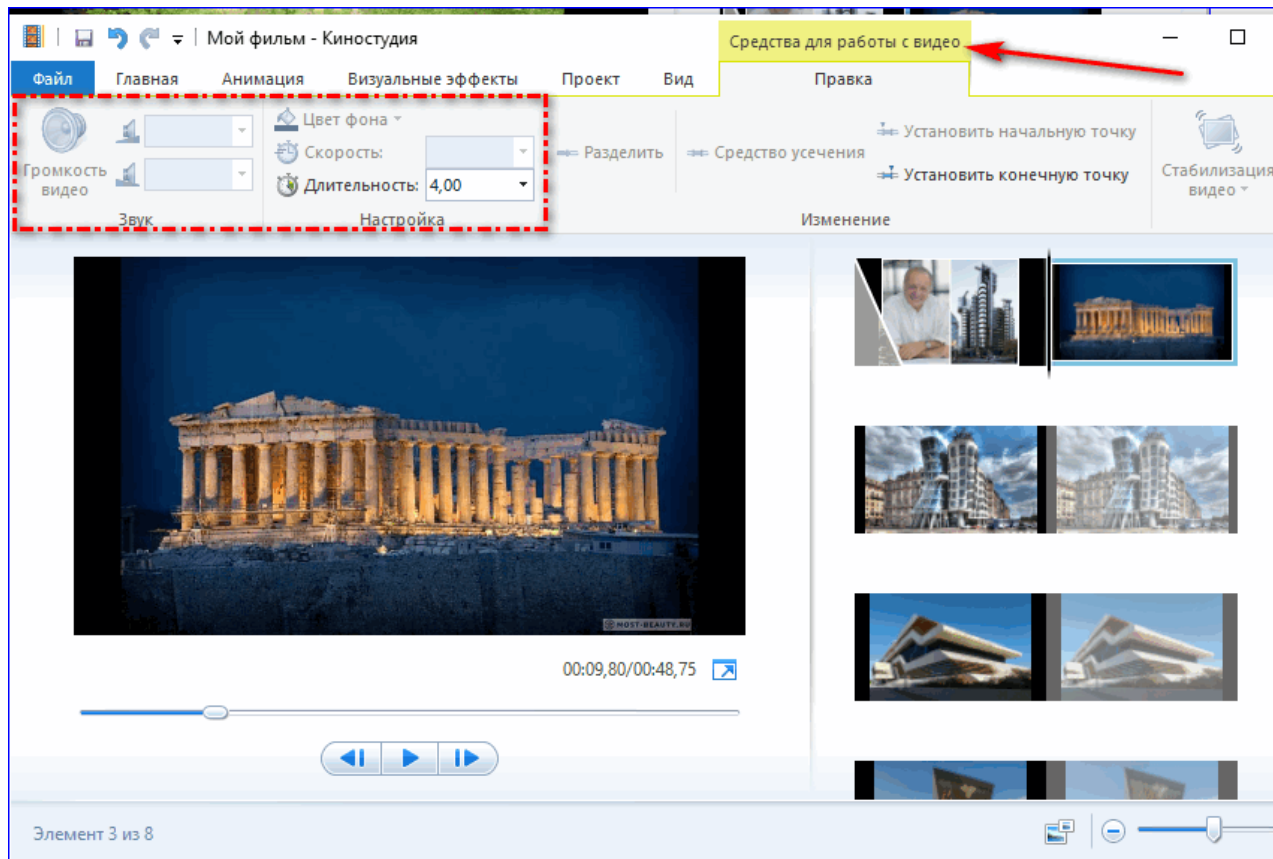 Мой фильм - Киностудия
Средства для работы с видео
Файл Главная Анимация Визуальные эффекты Проект Вид Правка
Громкость видео
Звук
Цвет фона
Скорость:
Длительность: 4,00
Настройка
Разделить
Средство усечения
Установить начальную точку
Установить конечную точку
Изменение
Стабилизация видео
MOST-BEAUTY.RU
00:09,80/00:48,75
Элемент 3 из 8